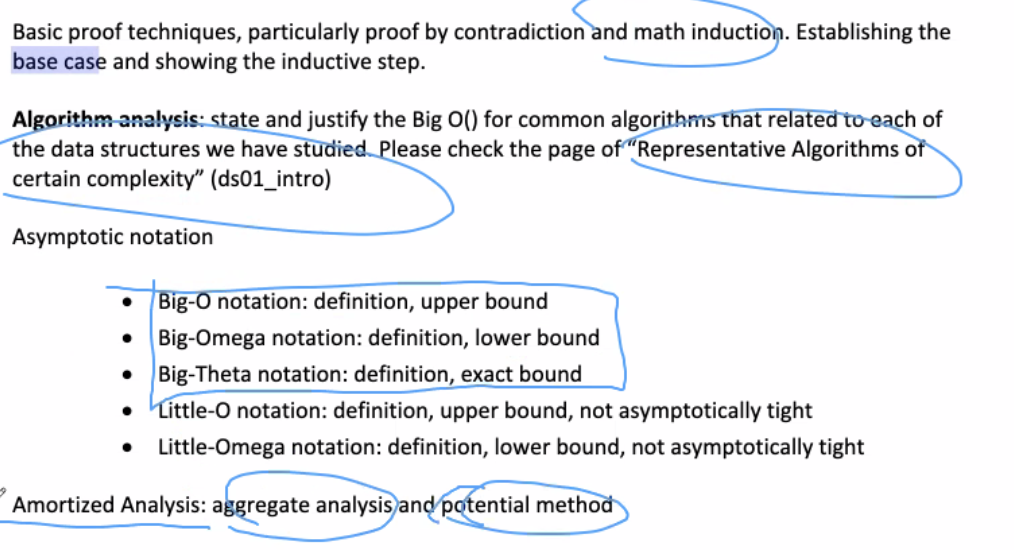 Basic proof techniques, particularly proof by contradiction and math induction. Establishing the
base case and showing the inductive step.
Algorithm analysis: state and justify the Big O() for common algorithms that related to each of
the data structures we have studied. Please check the page of “Representative Algorithms of
certain complexity” (ds01_intro)
Asymptotic notation
• Big-O notation: definition, upper bound
• Big-Omega notation: definition, lower bound
• Big-Theta notation: definition, exact bound
• Little-O notation: definition, upper bound, not asymptotically tight
• Little-Omega notation: definition, lower bound, not asymptotically tight
Amortized Analysis: aggregate analysis and potential method